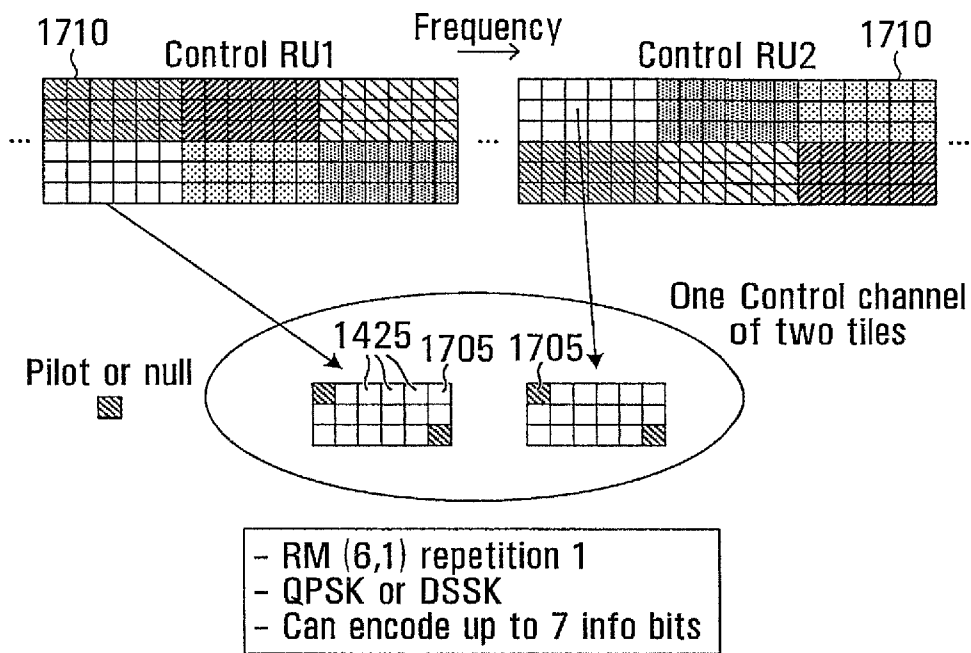 1710
Control RU1
Frequency
Control RU2
1710
...
...
...
One Control channel
of two tiles
1425
1705
1705
Pilot or null
- RM (6,1) repetition 1
- QPSK or DSSK
- Can encode up to 7 info bits